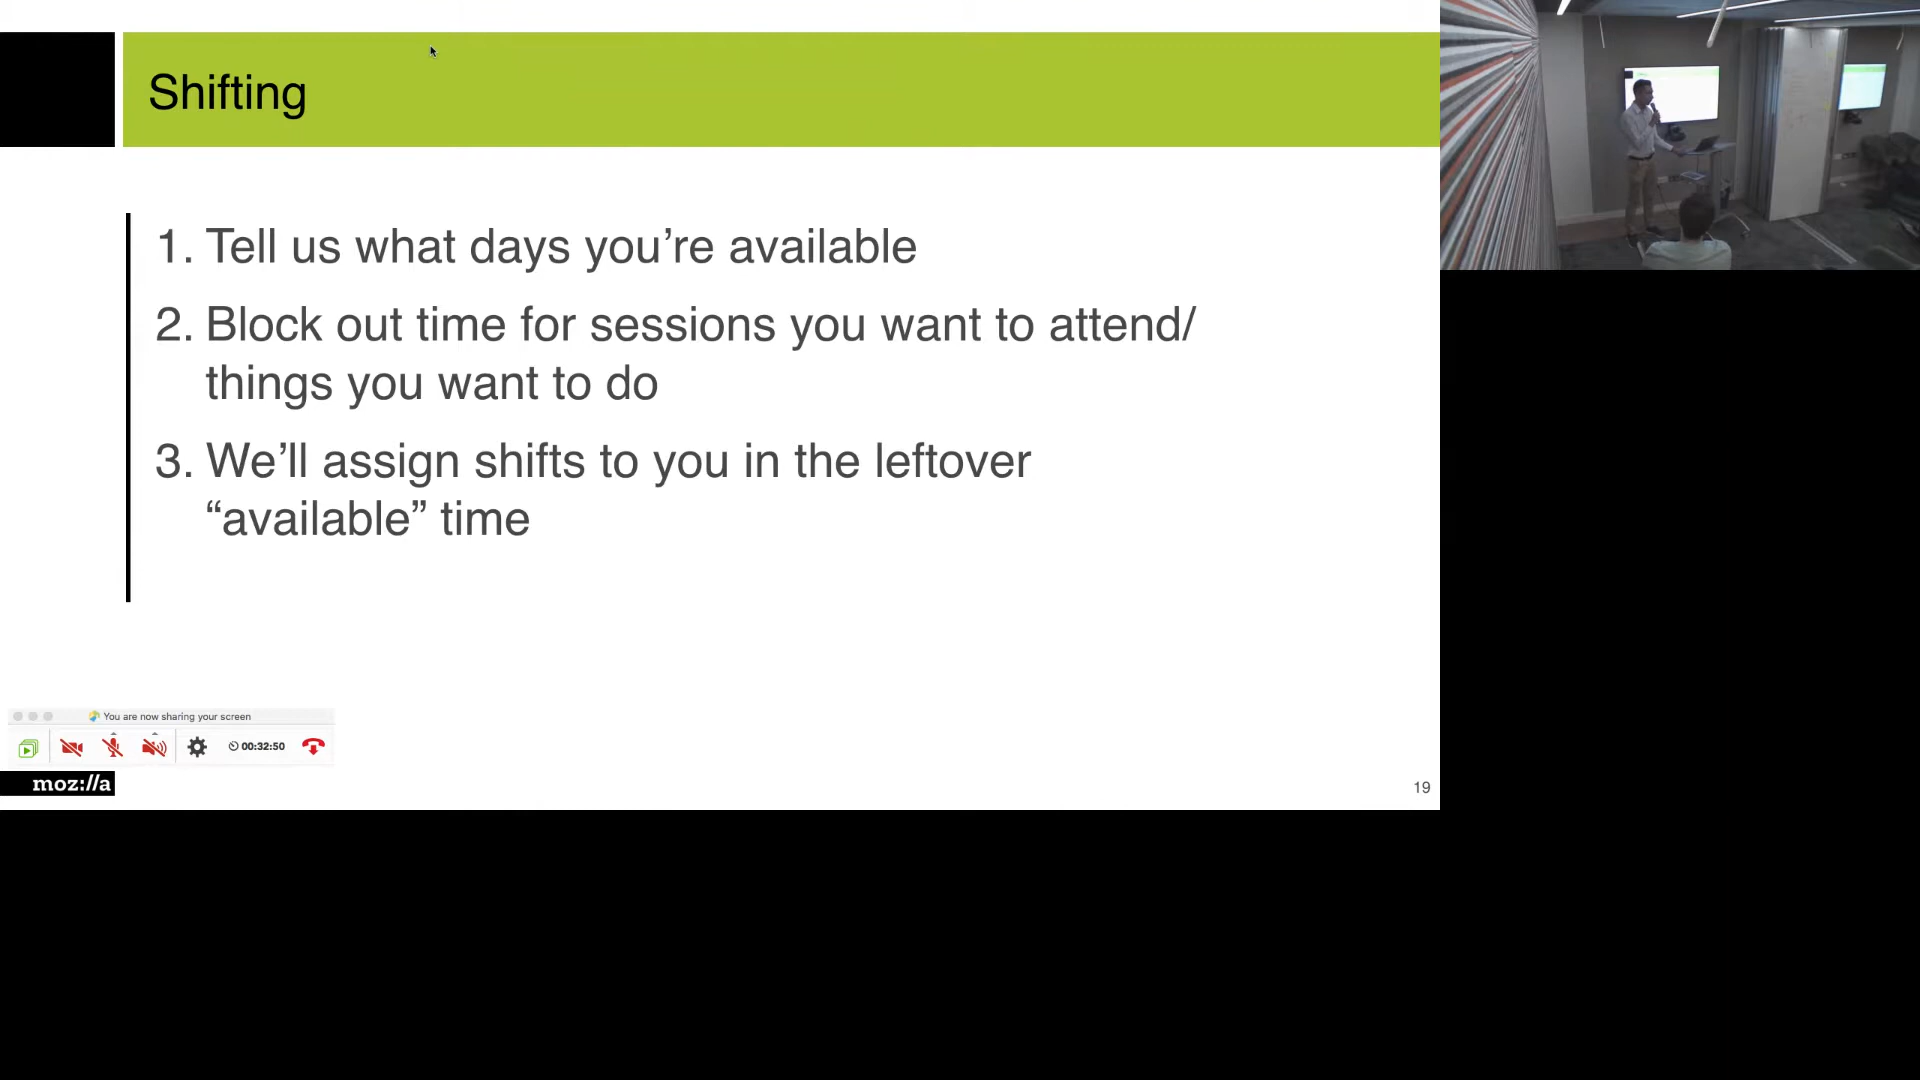 Shifting
1. Tell us what days you’re available
2. Block out time for sessions you want to attend/
things you want to do
3. We’ll assign shifts to you in the leftover
“available” time
You are now sharing your screen
00:32:50
moz://a
19